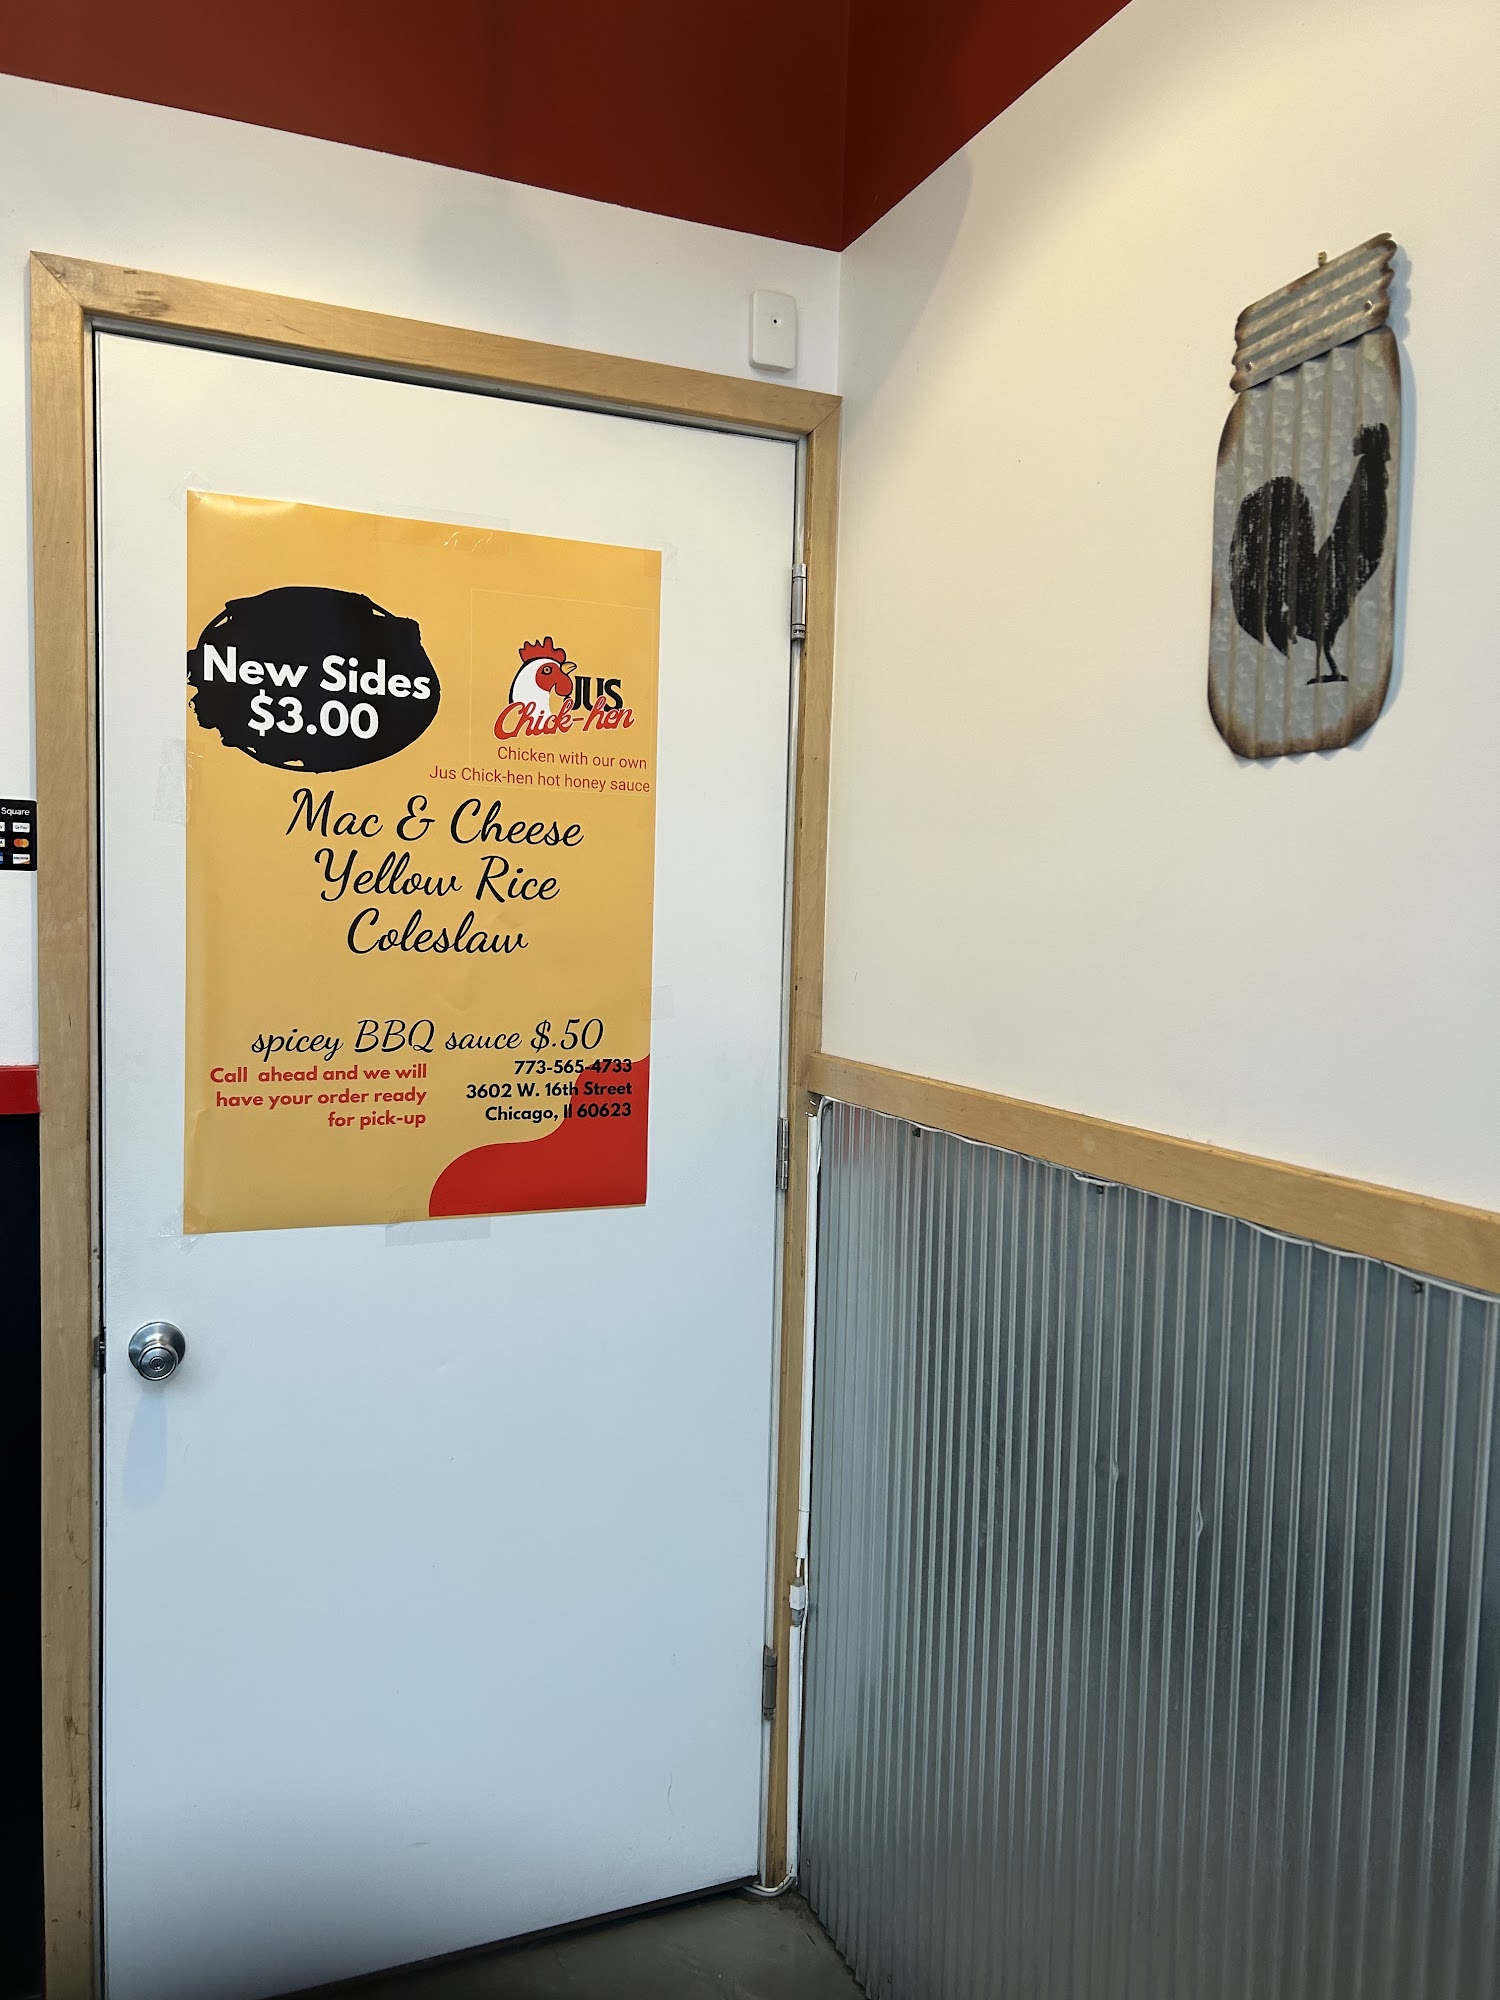 New Sides
$3.00
JUS
Chick-hen
Chicken with our own
Jus Chick-hen hot honey sauce
Mac & Cheese
Yellow Rice
Coleslaw
spicey BBQ sauce $.50
Call ahead and we will
have your order ready
for pick-up
773-565-4733
3602 W. 16th Street
Chicago, Il 60623
Square